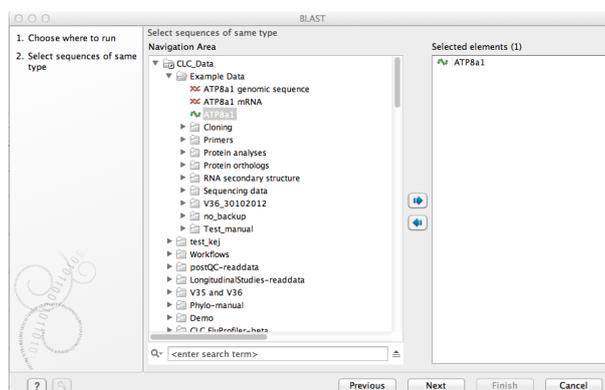 BLAST
1. Choose where to run
2. Select sequences of same
type
Select sequences of same type
Navigation Area
CLC_Data
Example Data
ATP8a1 genomic sequence
ATP8a1 mRNA
ATP8a1
Cloning
Primers
Protein analyses
Protein orthologs
RNA secondary structure
Sequencing data
V36_30102012
no_backup
Test_manual
test_kej
Workflows
postQC-readdata
LongitudinalStudies-readdata
V35 and V36
Phylo-manual
Demo
CLC FluProfiler-beta
<enter search term>
Selected elements (1)
ATP8a1
?
Previous
Next
Finish
Cancel